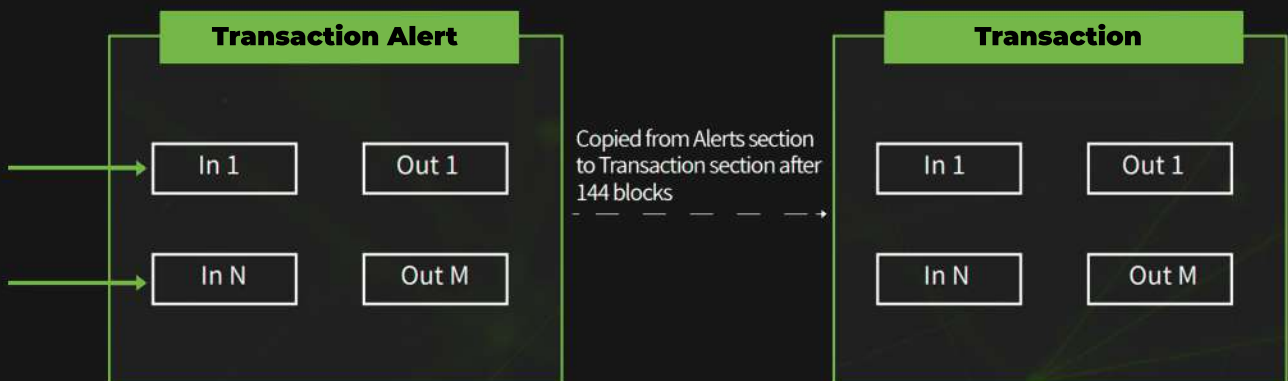 Transaction Alert
In 1
Out 1
In N
Out M
Copied from Alerts section
to Transaction section after
144 blocks
Transaction
In 1
Out 1
In N
Out M